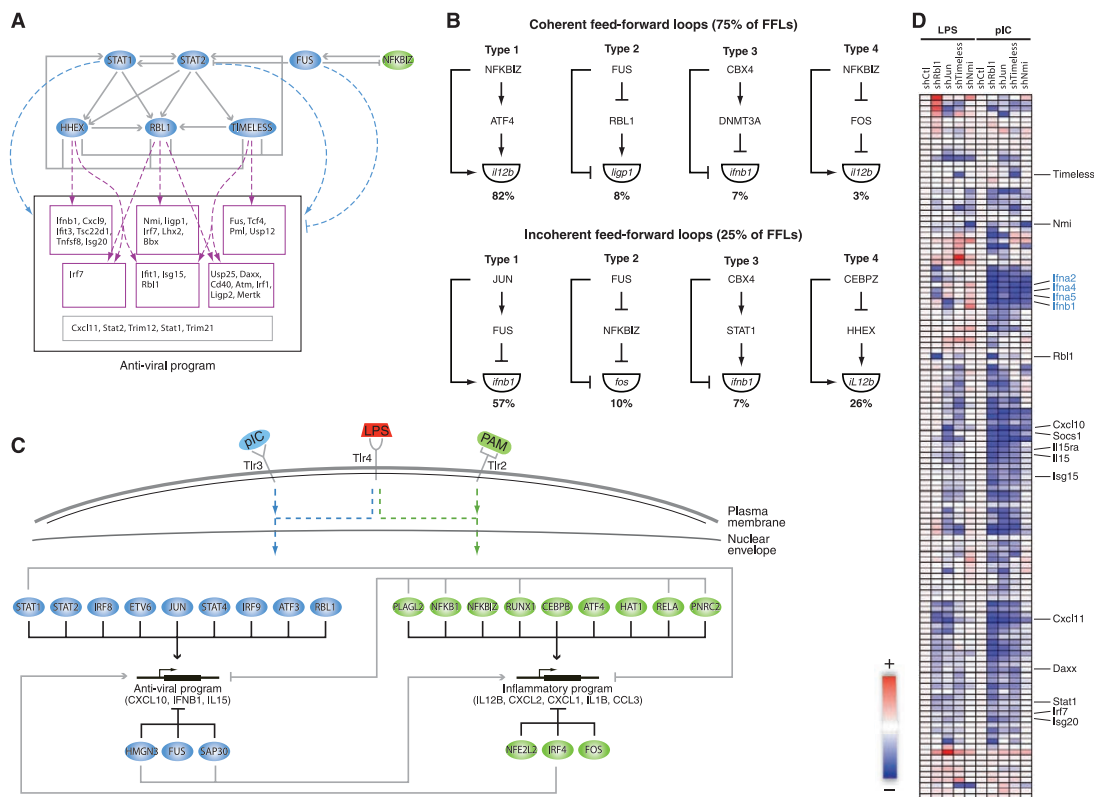 A
STAT1
STAT2
FUS
NFKBIZ
HHEX
RBL1
TIMELESS
Ifnb1, Cxcl9,
Ifit3, Tsc22d1,
Tnfsf8, Isg20
Nmi, Iigp1,
Irf7, Lhx2,
Bbx
Fus, Tcf4,
Pml, Usp12
Irf7
Ifit1, Isg15,
Rbl1
Usp25, Daxx,
Cd40, Atm, Irf1,
Ligp2, Mertk
Cxcl11, Stat2, Trim12, Stat1, Trim21
Anti-viral program
B
Coherent feed-forward loops (75% of FFLs)
Type 1
Type 2
Type 3
Type 4
NFKBIZ
FUS
CBX4
NFKBIZ
ATF4
RBL1
DNMT3A
FOS
il12b
ligp1
ifnb1
il12b
82%
8%
7%
3%
Incoherent feed-forward loops (25% of FFLs)
Type 1
Type 2
Type 3
Type 4
JUN
FUS
CBX4
CEBPZ
FUS
NFKBIZ
STAT1
HHEX
ifnb1
fos
ifnb1
iL12b
57%
10%
7%
26%
C
pIC
LPS
PAM
Tlr3
Tlr4
Tlr2
Plasma
membrane
Nuclear
envelope
STAT1
STAT2
IRF8
ETV6
JUN
STAT4
IRF9
ATF3
RBL1
PLAGL2
NFKB1
NFKBIZ
RUNX1
CEBPB
ATF4
HAT1
RELA
PNRC2
Anti-viral program
(CXCL10, IFNB1, IL15)
Inflammatory program
(IL12B, CXCL2, CXCL1, IL1B, CCL3)
HMGN3
FUS
SAP30
NFE2L2
IRF4
FOS
D
LPS
pIC
shCtl
shRbl1
shJun
shTimeless
shNmi
shCtl
shRbl1
shJun
shTimeless
shNmi
Timeless
Nmi
Ifna2
Ifna4
Ifna5
Ifnb1
Rbl1
Cxcl10
Socs1
Il15ra
Il15
Isg15
Cxcl11
Daxx
Stat1
Irf7
Isg20
+
−